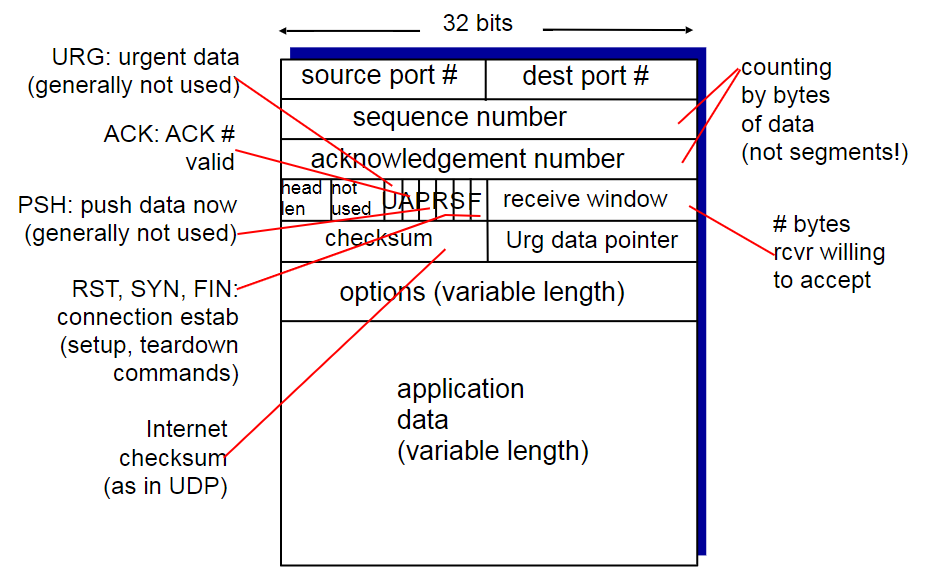 32 bits
URG: urgent data
(generally not used)
ACK: ACK #
valid
PSH: push data now
(generally not used)
RST, SYN, FIN:
connection estab
(setup, teardown
commands)
Internet
checksum
(as in UDP)
source port #
dest port #
sequence number
acknowledgement number
head
len
not
used
U A P R S F
receive window
checksum
Urg data pointer
options (variable length)
application
data
(variable length)
counting
by bytes
of data
(not segments!)
# bytes
rcvr willing
to accept